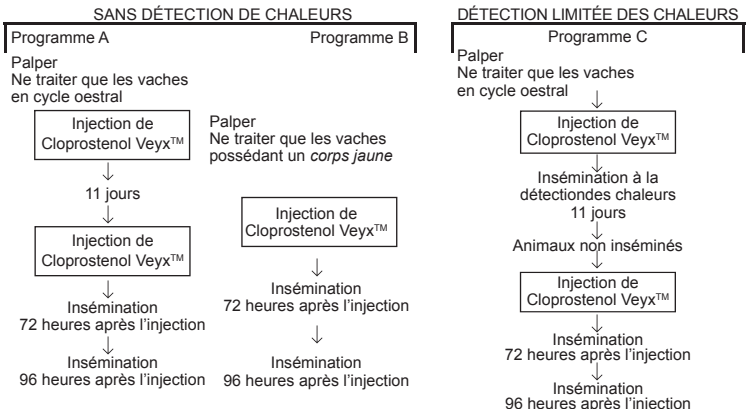 SANS DÉTECTION DE CHALEURS
Programme A
Palper
Ne traiter que les vaches
en cycle oestral
Injection de
Cloprostenol Veyx™
11 jours
Injection de
Cloprostenol Veyx™
Insémination
72 heures après l'injection
Insémination
96 heures après l'injection
Programme B
Palper
Ne traiter que les vaches
possédant un corps jaune
Injection de
Cloprostenol Veyx™
Insémination
72 heures après l'injection
Insémination
96 heures après l'injection
DÉTECTION LIMITÉE DES CHALEURS
Programme C
Palper
Ne traiter que les vaches
en cycle oestral
Injection de
Cloprostenol Veyx™
Insémination à la
détectiondes chaleurs
11 jours
Animaux non inséminés
Injection de
Cloprostenol Veyx™
Insémination
72 heures après l'injection
Insémination
96 heures après l'injection